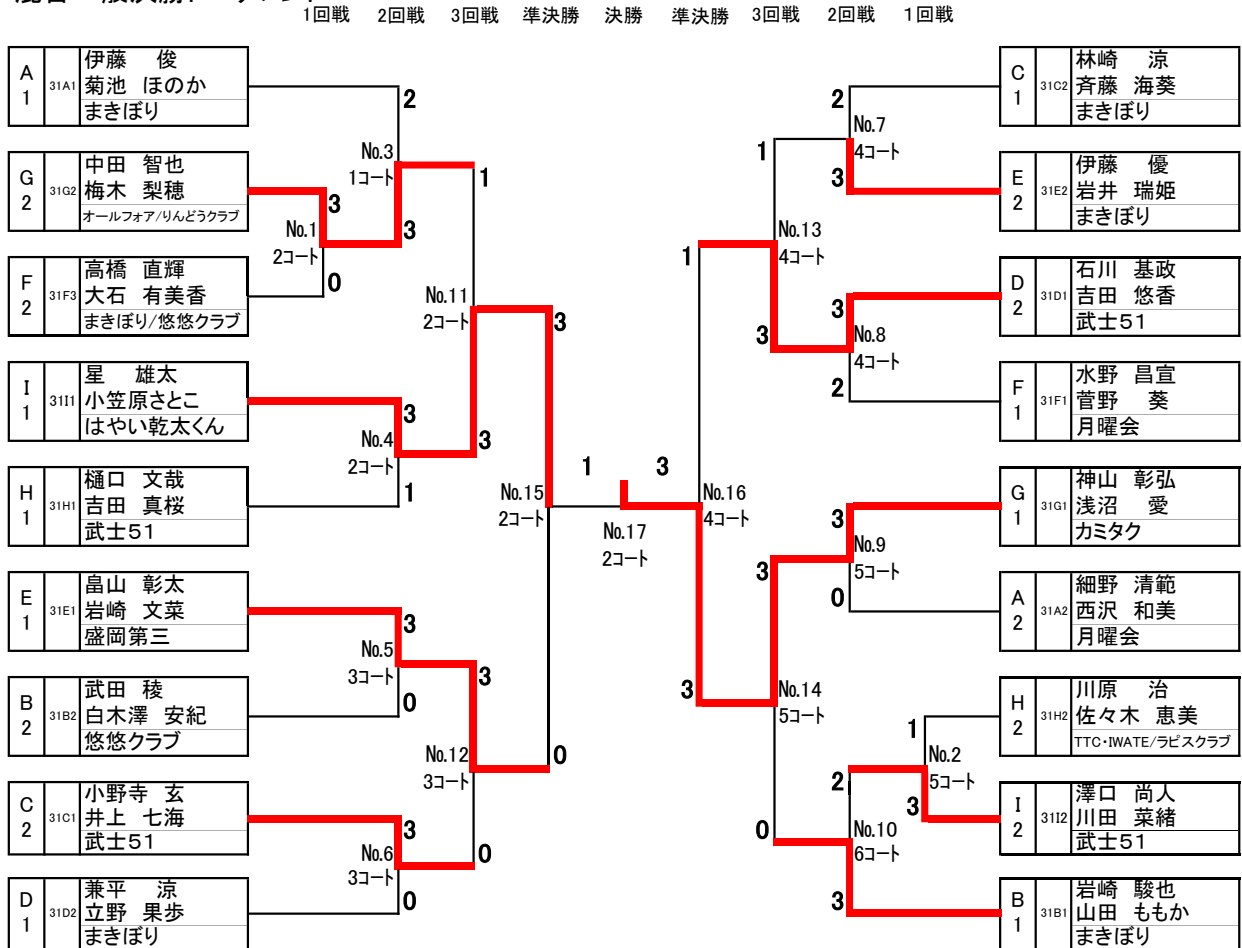 1回戦 2回戦 3回戦 準決勝 決勝 準決勝 3回戦 2回戦 1回戦
A 1 31A1
伊藤 俊
菊池 ほのか
まきぼり
G 2 31G2
中田 智也
梅木 梨穂
オールフォア/りんどうクラブ
F 2 31F3
高橋 直輝
大石 有美香
まきぼり/悠悠クラブ
I 1 31I1
星 雄太
小笠原さとこ
はやい乾太くん
H 1 31H1
樋口 文哉
吉田 真桜
武士51
E 1 31E1
畠山 彰太
岩崎 文菜
盛岡第三
B 2 31B2
武田 稜
白木澤 安紀
悠悠クラブ
C 2 31C1
小野寺 玄
井上 七海
武士51
D 1 31D2
兼平 涼
立野 果歩
まきぼり
2
No.3
1コート
3
3
No.1
2コート
0
1
No.11
2コート
3
3
No.4
2コート
1
3
No.15
2コート
0
3
No.5
3コート
0
3
No.12
3コート
0
3
No.6
3コート
0
1 3
No.17
2コート
1
No.16
4コート
3
1
No.13
4コート
3
2
No.7
4コート
3
3
No.8
4コート
2
3
No.9
5コート
0
3
No.14
5コート
0
1
No.2
5コート
3
2
No.10
6コート
3
C 1 31C2
林崎 涼
斉藤 海葵
まきぼり
E 2 31E2
伊藤 優
岩井 瑞姫
まきぼり
D 2 31D1
石川 基政
吉田 悠香
武士51
F 1 31F1
水野 昌宣
菅野 葵
月曜会
G 1 31G1
神山 彰弘
浅沼 愛
カミタク
A 2 31A2
細野 清範
西沢 和美
月曜会
H 2 31H2
川原 治
佐々木 恵美
TTC・IWATE/ラピスクラブ
I 2 31I2
澤口 尚人
川田 菜緒
武士51
B 1 31B1
岩崎 駿也
山田 ももか
まきぼり